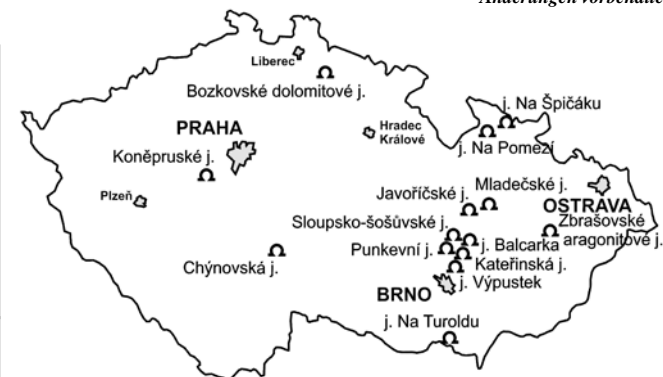 Änderungen vorbehalten
Liberec
Bozkovské dolomitové j.
j. Na Špičáku
PRAHA
Hradec
Králové
j. Na Pomezí
Koněpruské j.
Plzeň
Javoříčské j.
Mladečské j.
OSTRAVA
Sloupsko-šošůvské j.
Zbrašovské
aragonitové j.
Punkevní j.
j. Balcarka
Chýnovská j.
Kateřinská j.
j. Výpustek
BRNO
j. Na Turoldu